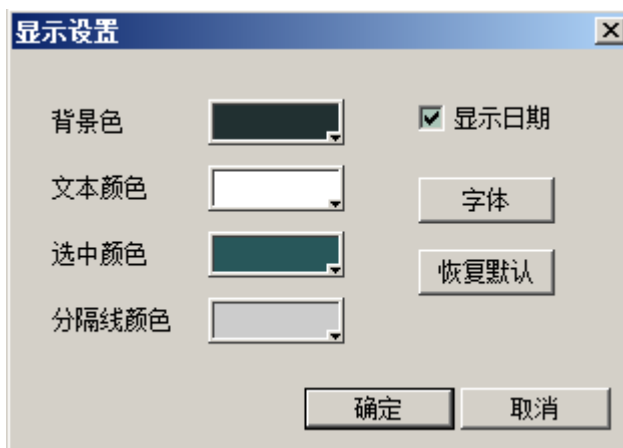 显示设置
背景色
显示日期
文本颜色
字体
选中颜色
恢复默认
分隔线颜色
确定
取消